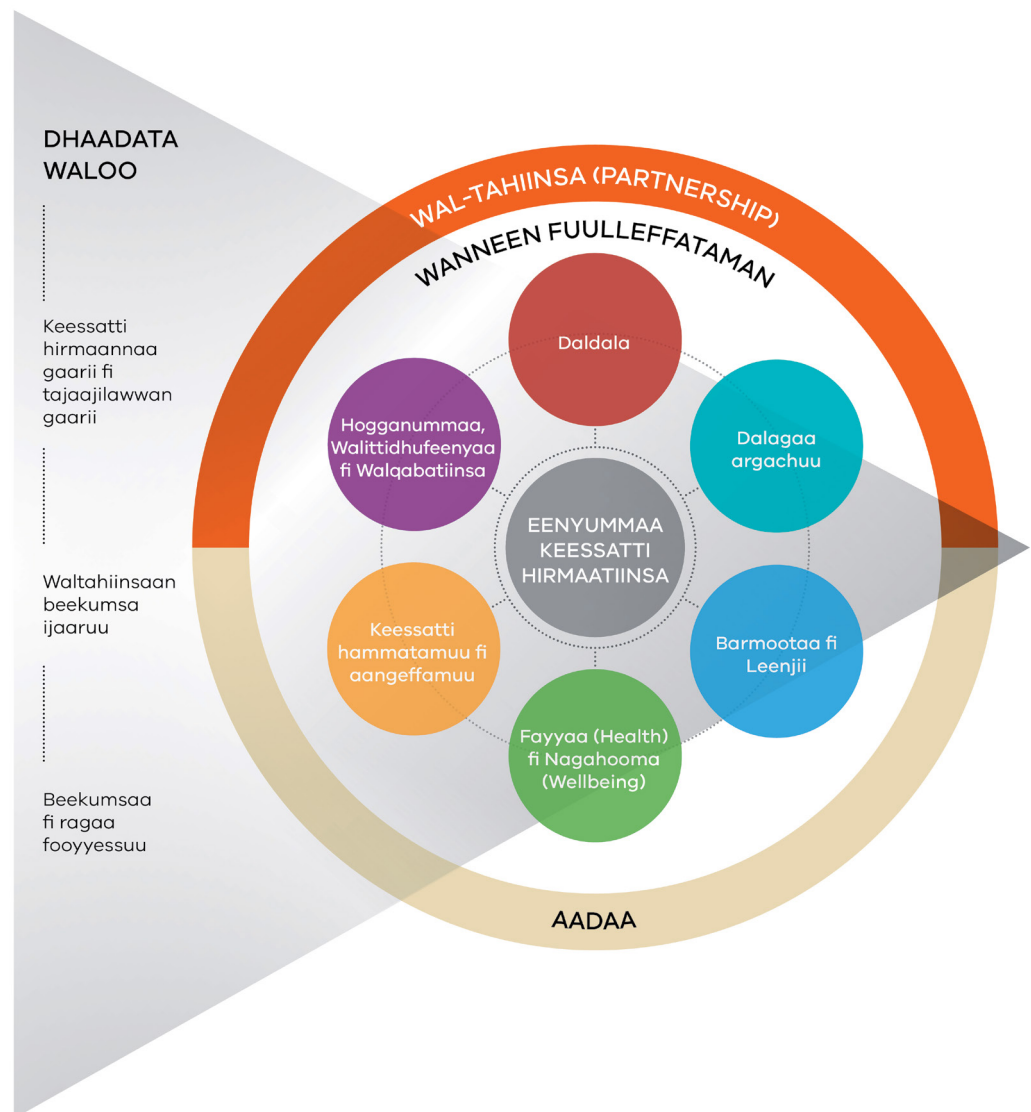 DHAADATA
WALOO
Keessatti
hirmaannaa
gaarii fi
tajaajilawwan
gaarii
Waltahiinsaan
beekumsa
ijaaruu
Beekumsaa
fi ragaa
fooyyessuu
WAL-TAHIINSA (PARTNERSHIP)
WANNEEN FUULLEFFATAMAN
Daldala
Hogganummaa,
Walittidhufeenyaa
fi Walqabatiinsa
Dalagaa
argachuu
EENYUMMAA
KEESSATTI
HIRMAATIINSA
Keessatti
hammatamuu fi
aangeffamuu
Barmootaa fi
Leenjii
Fayyaa (Health)
fi Nagahooma
(Wellbeing)
AADAA